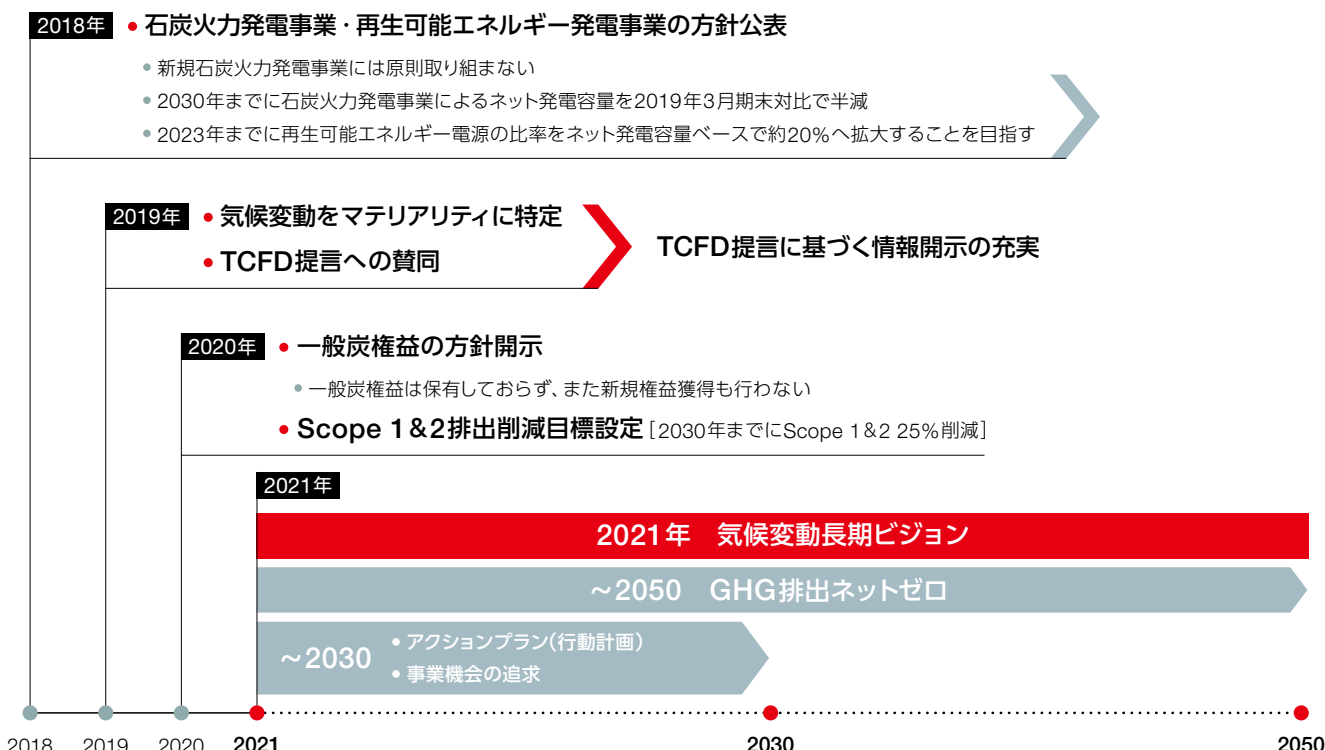 2018年 • 石炭火力発電事業・再生可能エネルギー発電事業の方針公表
• 新規石炭火力発電事業には原則取り組まない
• 2030年までに石炭火力発電事業によるネット発電容量を2019年3月期末対比で半減
• 2023年までに再生可能エネルギー電源の比率をネット発電容量ベースで約20%へ拡大することを目指す
2019年 • 気候変動をマテリアリティに特定
• TCFD提言への賛同
TCFD提言に基づく情報開示の充実
2020年 • 一般炭権益の方針開示
• 一般炭権益は保有しておらず、また新規権益獲得も行わない
• Scope 1&2排出削減目標設定 [2030年までにScope 1&2 25%削減]
2021年
2021年 気候変動長期ビジョン
~2050 GHG排出ネットゼロ
~2030
• アクションプラン(行動計画)
• 事業機会の追求
2018 2019 2020 2021 2030 2050